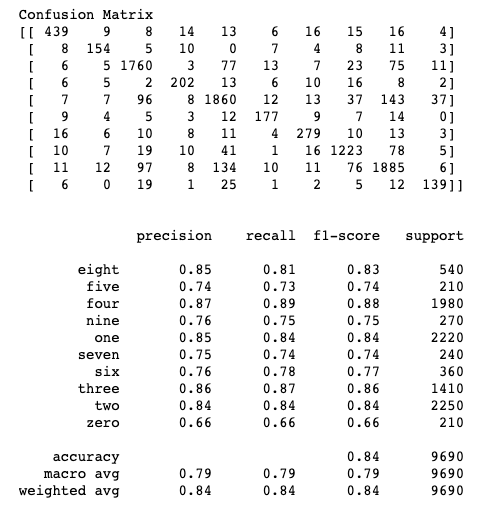 Confusion Matrix
[[ 439 9 8 14 13 6 16 15 16 4]
[ 8 154 5 10 0 7 4 8 11 3]
[ 6 5 1760 3 77 13 7 23 75 11]
[ 6 5 2 202 13 6 10 16 8 2]
[ 7 7 96 8 1860 12 13 37 143 37]
[ 9 4 5 3 12 177 9 7 14 0]
[ 16 6 10 8 11 4 279 10 13 3]
[ 10 7 19 10 41 1 16 1223 78 5]
[ 11 12 97 8 134 10 11 76 1885 6]
[ 6 0 19 1 25 1 2 5 12 139]]
precision recall f1-score support
eight 0.85 0.81 0.83 540
five 0.74 0.73 0.74 210
four 0.87 0.89 0.88 1980
nine 0.76 0.75 0.75 270
one 0.85 0.84 0.84 2220
seven 0.75 0.74 0.74 240
six 0.76 0.78 0.77 360
three 0.86 0.87 0.86 1410
two 0.84 0.84 0.84 2250
zero 0.66 0.66 0.66 210
accuracy 0.84 9690
macro avg 0.79 0.79 0.79 9690
weighted avg 0.84 0.84 0.84 9690